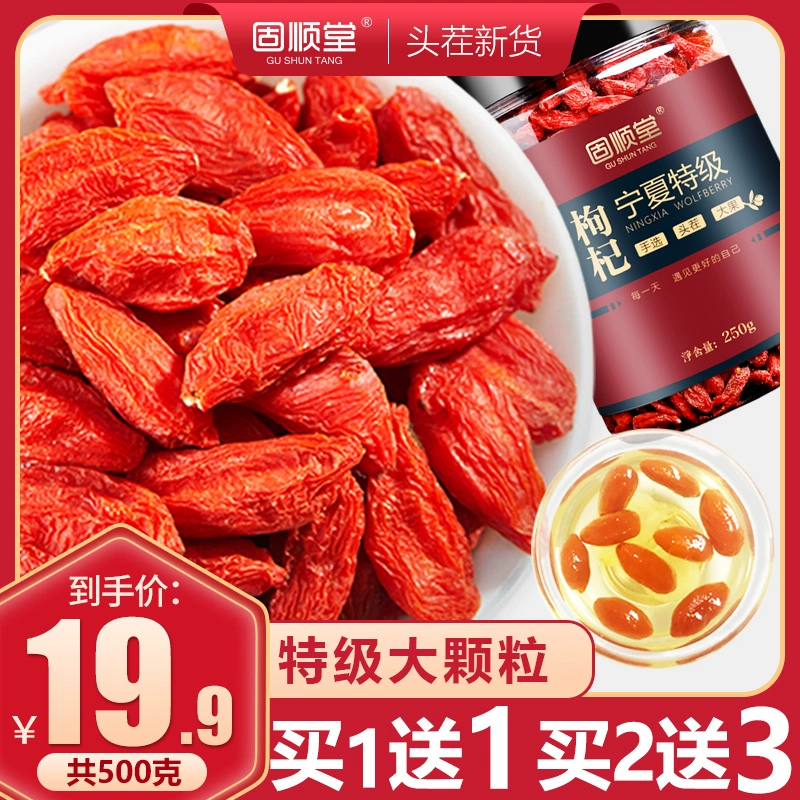 固顺堂®
GU SHUN TANG
头茬新货
固顺堂®
GU SHUN TANG
宁夏特级
NINGXIA WOLFBERRY
枸杞
手选 头茬 大果
每一天 遇见更好的自己
净含量：250g
到手价：
¥19.9
共500克
特级大颗粒
买1送1 买2送3